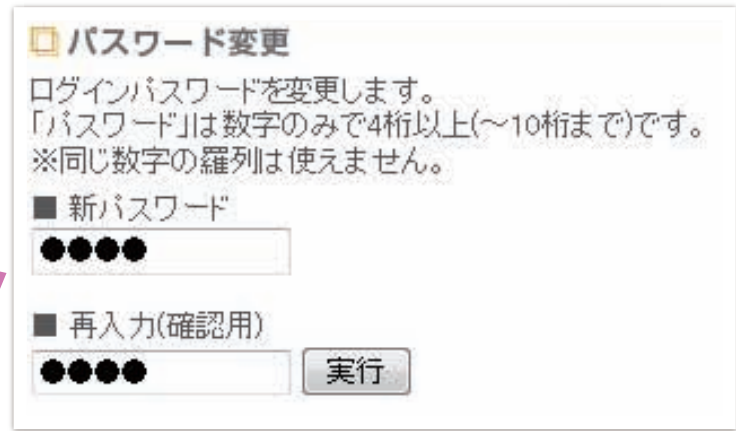 パスワード変更
ログインパスワードを変更します。
「パスワード」は数字のみで4桁以上(～10桁まで)です。
※同じ数字の羅列は使えません。
■ 新パスワード
●●●●
■ 再入力(確認用)
●●●● 実行